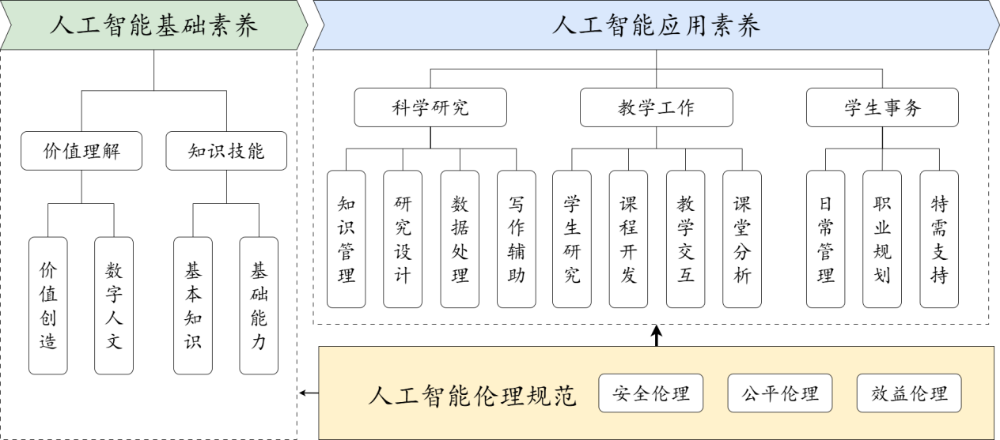 人工智能基础素养
人工智能应用素养
价值理解
知识技能
价值创造
数字人文
基本知识
基础能力
科学研究
教学工作
学生事务
知识管理
研究设计
数据处理
写作辅助
学生研究
课程开发
教学交互
课堂分析
日常管理
职业规划
特需支持
人工智能伦理规范
安全伦理
公平伦理
效益伦理